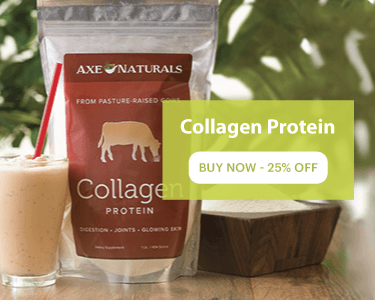 AXE NATURALS
FROM PASTURE-RAISED COWS
Collagen
PROTEIN
DIGESTION • JOINTS • GLOWING SKIN
Collagen Protein
BUY NOW - 25% OFF